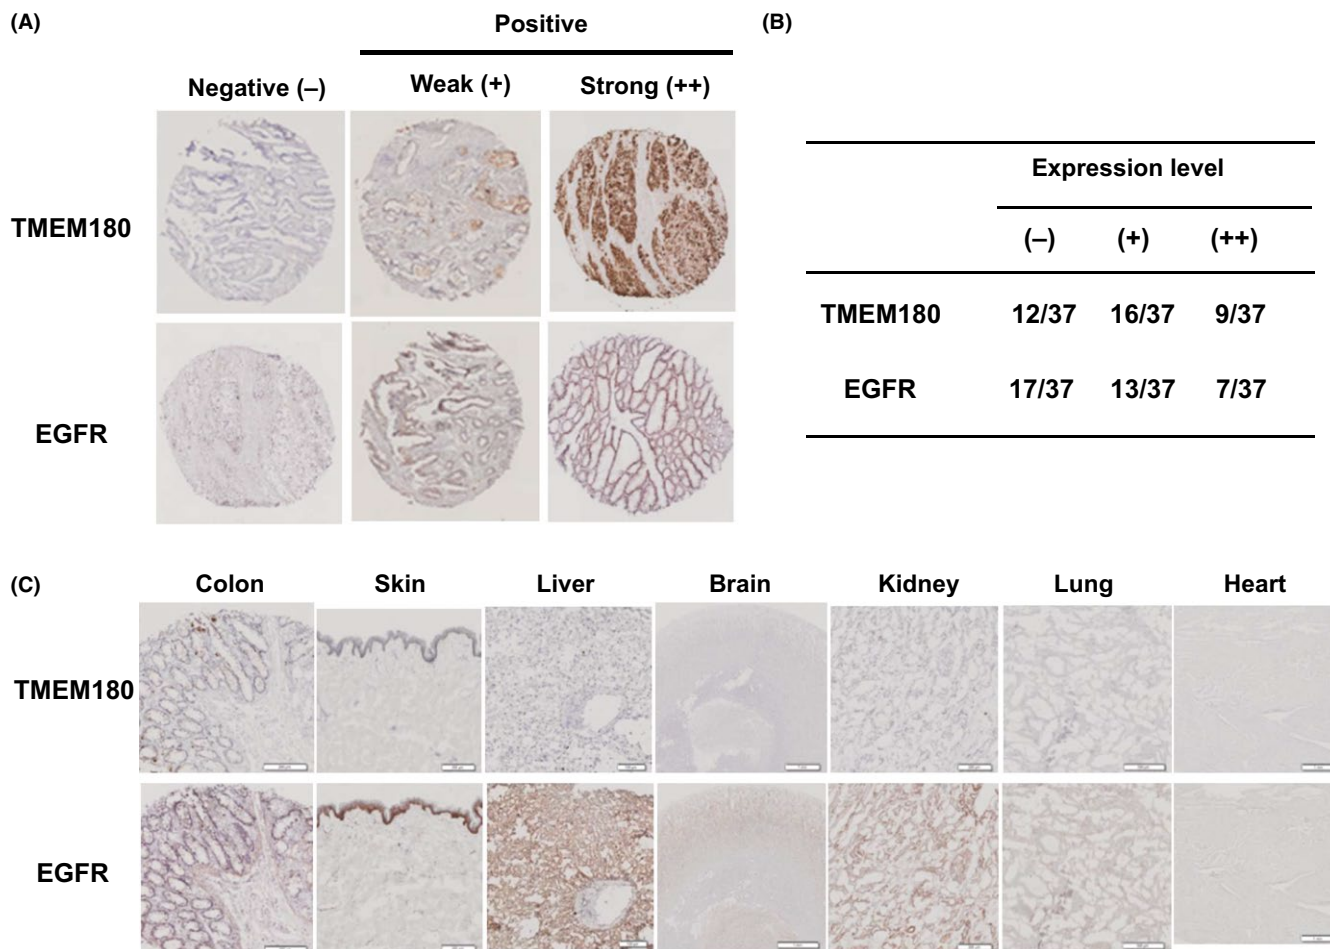 (A)
Positive
Negative (–)
Weak (+)
Strong (++)
TMEM180
EGFR
(B)
Expression level
(–) (+) (++)
TMEM180 12/37 16/37 9/37
EGFR 17/37 13/37 7/37
(C)
Colon Skin Liver Brain Kidney Lung Heart
TMEM180
EGFR